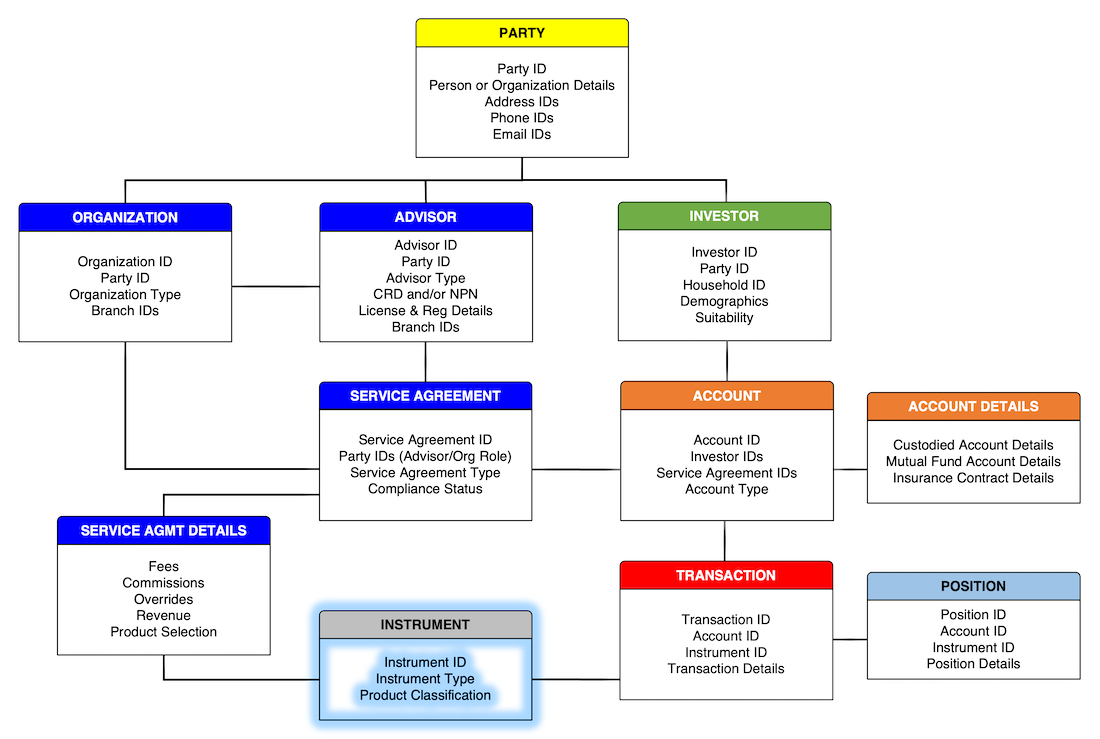 PARTY
Party ID
Person or Organization Details
Address IDs
Phone IDs
Email IDs
ORGANIZATION
Organization ID
Party ID
Organization Type
Branch IDs
ADVISOR
Advisor ID
Party ID
Advisor Type
CRD and/or NPN
License & Reg Details
Branch IDs
INVESTOR
Investor ID
Party ID
Household ID
Demographics
Suitability
SERVICE AGREEMENT
Service Agreement ID
Party IDs (Advisor/Org Role)
Service Agreement Type
Compliance Status
ACCOUNT
Account ID
Investor IDs
Service Agreement IDs
Account Type
ACCOUNT DETAILS
Custodied Account Details
Mutual Fund Account Details
Insurance Contract Details
SERVICE AGMT DETAILS
Fees
Commissions
Overrides
Revenue
Product Selection
INSTRUMENT
Instrument ID
Instrument Type
Product Classification
TRANSACTION
Transaction ID
Account ID
Instrument ID
Transaction Details
POSITION
Position ID
Account ID
Instrument ID
Position Details